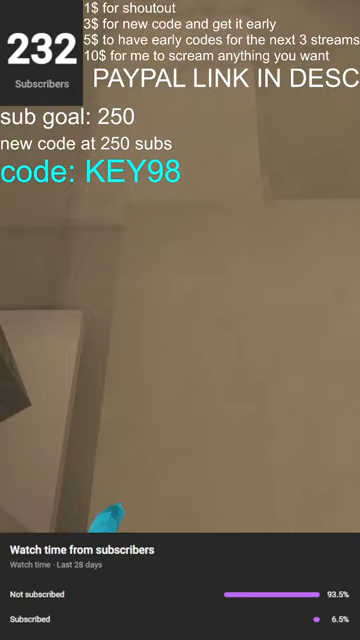 232
Subscribers
1$ for shoutout
3$ for new code and get it early
5$ to have early codes for the next 3 streams
10$ for me to scream anything you want
PAYPAL LINK IN DESC
sub goal: 250
new code at 250 subs
code: KEY98
Watch time from subscribers
Watch time · Last 28 days
Not subscribed 93.5%
Subscribed 6.5%